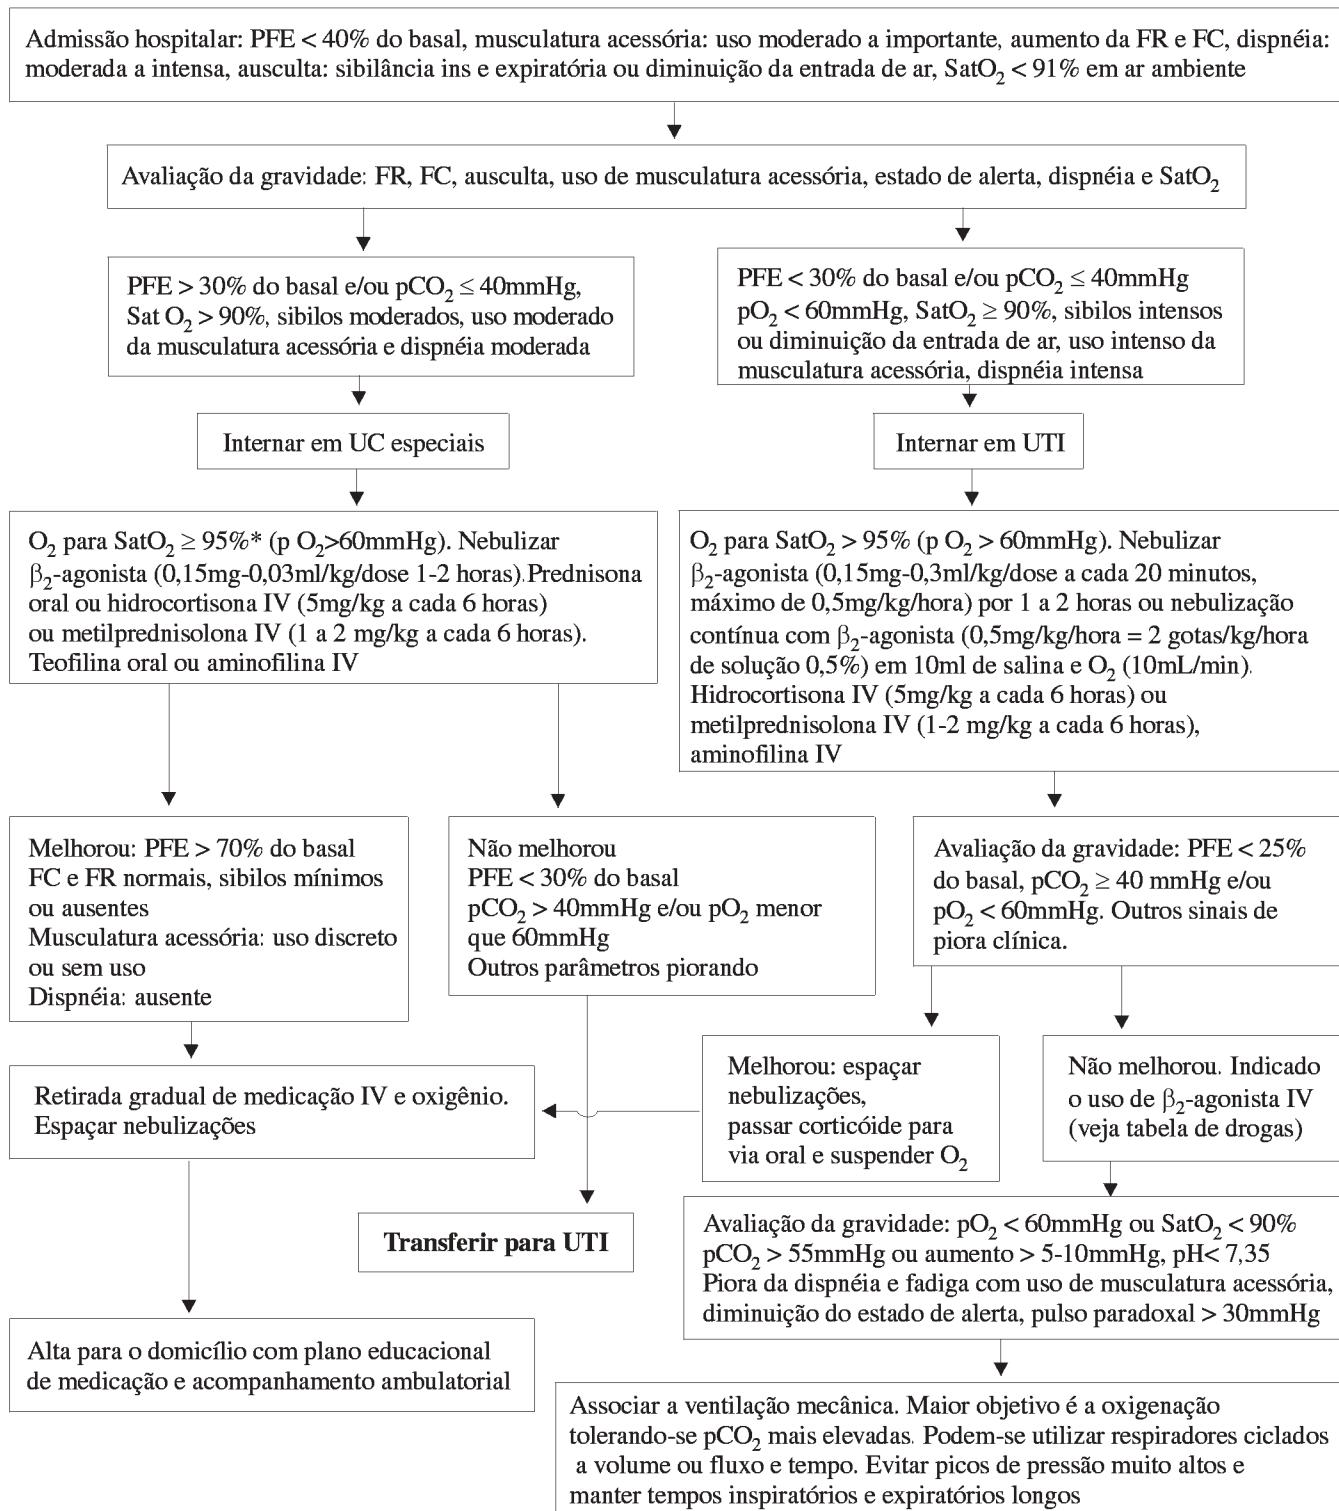 Admissão hospitalar: PFE < 40% do basal, musculatura acessória: uso moderado a importante, aumento da FR e FC, dispnéia:
moderada a intensa, ausculta: sibilância ins e expiratória ou diminuição da entrada de ar, SatO₂ < 91% em ar ambiente
Avaliação da gravidade: FR, FC, ausculta, uso de musculatura acessória, estado de alerta, dispnéia e SatO₂
PFE > 30% do basal e/ou pCO₂ ≤ 40mmHg,
Sat O₂ > 90%, sibilos moderados, uso moderado
da musculatura acessória e dispnéia moderada
PFE < 30% do basal e/ou pCO₂ ≤ 40mmHg
pO₂ < 60mmHg, SatO₂ ≥ 90%, sibilos intensos
ou diminuição da entrada de ar, uso intenso da
musculatura acessória, dispnéia intensa
Internar em UC especiais
Internar em UTI
O₂ para SatO₂ ≥ 95%* (p O₂>60mmHg). Nebulizar
β₂-agonista (0,15mg-0,03ml/kg/dose 1-2 horas).Prednisona
oral ou hidrocortisona IV (5mg/kg a cada 6 horas)
ou metilprednisolona IV (1 a 2 mg/kg a cada 6 horas).
Teofilina oral ou aminofilina IV
O₂ para SatO₂ > 95% (p O₂ > 60mmHg). Nebulizar
β₂-agonista (0,15mg-0,3ml/kg/dose a cada 20 minutos,
máximo de 0,5mg/kg/hora) por 1 a 2 horas ou nebulização
contínua com β₂-agonista (0,5mg/kg/hora = 2 gotas/kg/hora
de solução 0,5%) em 10ml de salina e O₂ (10mL/min).
Hidrocortisona IV (5mg/kg a cada 6 horas) ou
metilprednisolona IV (1-2 mg/kg a cada 6 horas),
aminofilina IV
Melhorou: PFE > 70% do basal
FC e FR normais, sibilos mínimos
ou ausentes
Musculatura acessória: uso discreto
ou sem uso
Dispnéia: ausente
Não melhorou
PFE < 30% do basal
pCO₂ > 40mmHg e/ou pO₂ menor
que 60mmHg
Outros parâmetros piorando
Avaliação da gravidade: PFE < 25%
do basal, pCO₂ ≥ 40 mmHg e/ou
pO₂ < 60mmHg. Outros sinais de
piora clínica.
Retirada gradual de medicação IV e oxigênio.
Espaçar nebulizações
Melhorou: espaçar
nebulizações,
passar corticóide para
via oral e suspender O₂
Não melhorou. Indicado
o uso de β₂-agonista IV
(veja tabela de drogas)
Transferir para UTI
Avaliação da gravidade: pO₂ < 60mmHg ou SatO₂ < 90%
pCO₂ > 55mmHg ou aumento > 5-10mmHg, pH< 7,35
Piora da dispnéia e fadiga com uso de musculatura acessória,
diminuição do estado de alerta, pulso paradoxal > 30mmHg
Alta para o domicílio com plano educacional
de medicação e acompanhamento ambulatorial
Associar a ventilação mecânica. Maior objetivo é a oxigenação
tolerando-se pCO₂ mais elevadas. Podem-se utilizar respiradores ciclados
a volume ou fluxo e tempo. Evitar picos de pressão muito altos e
manter tempos inspiratórios e expiratórios longos